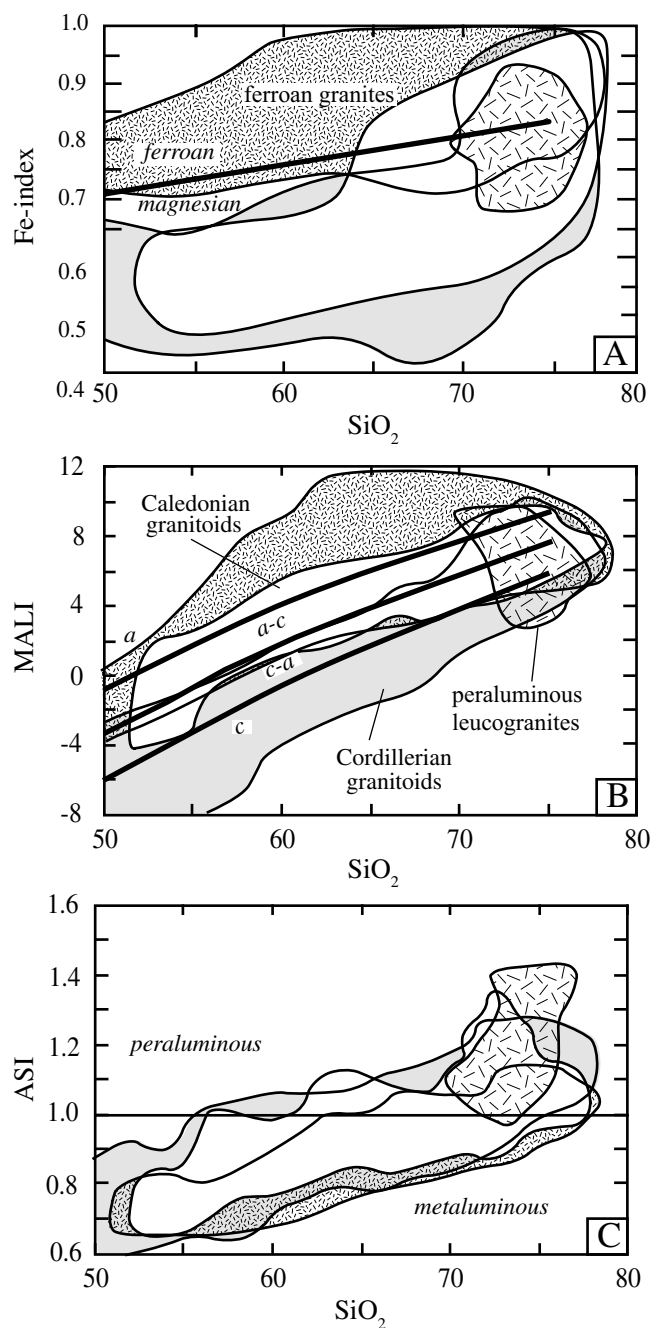 1.0
0.9
0.8
0.7
0.6
0.5
0.4
Fe-index
ferroan granites
ferroan
magnesian
A
50
60
70
80
SiO2
12
8
4
0
-4
-8
MALI
Caledonian
granitoids
a
a-c
c-a
c
peraluminous
leucogranites
Cordillerian
granitoids
B
50
60
70
80
SiO2
1.6
1.4
1.2
1.0
0.8
0.6
ASI
peraluminous
metaluminous
C
50
60
70
80
SiO2